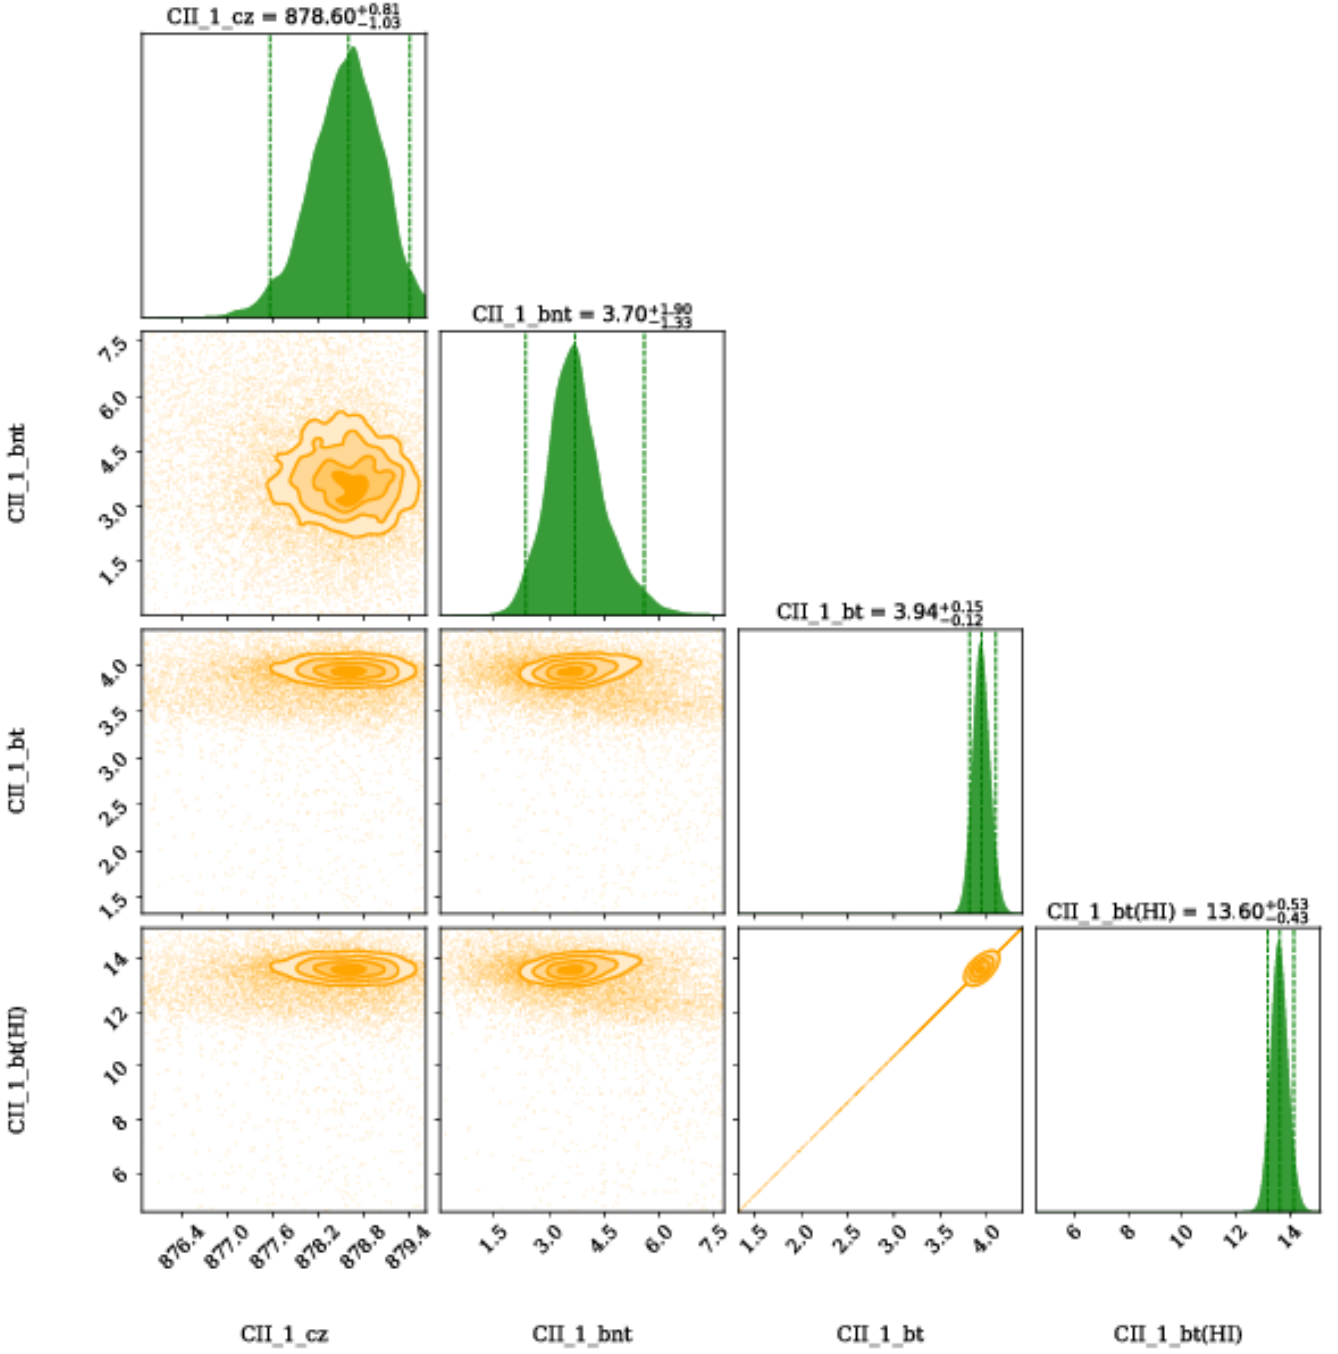 CII_1_cz = 878.60+0.81−1.03
CII_1_bnt = 3.70+1.90−1.33
7.5
6.0
4.5
3.0
1.5
CII_1_bnt
CII_1_bt = 3.94+0.15−0.12
4.0
3.5
3.0
2.5
2.0
1.5
CII_1_bt
CII_1_bt(HI) = 13.60+0.53−0.43
14
12
10
8
6
CII_1_bt(HI)
876.4 877.0 877.6 878.2 878.8 879.4
1.5 3.0 4.5 6.0 7.5
1.5 2.0 2.5 3.0 3.5 4.0
6 8 10 12 14
CII_1_cz CII_1_bnt CII_1_bt CII_1_bt(HI)